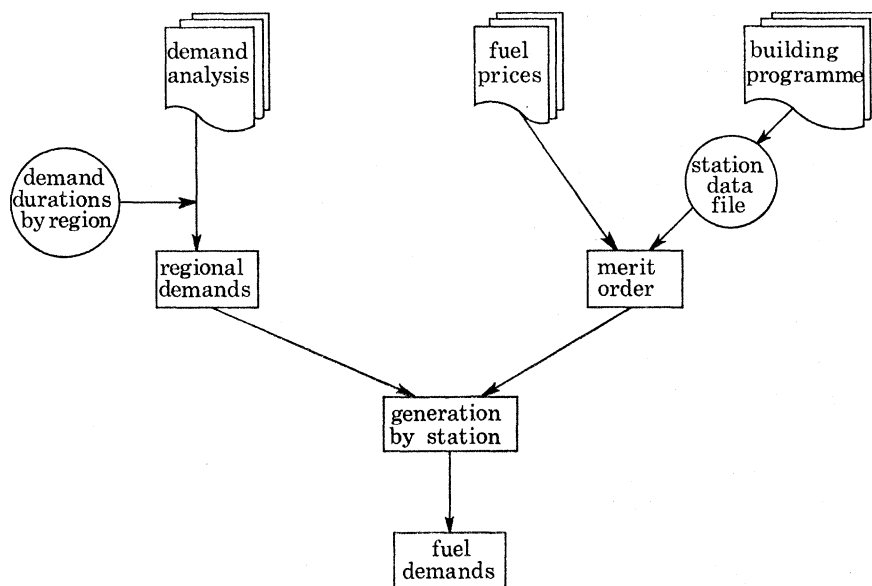 demand
analysis
fuel
prices
building
programme
demand
durations
by region
station
data
file
regional
demands
merit
order
generation
by station
fuel
demands